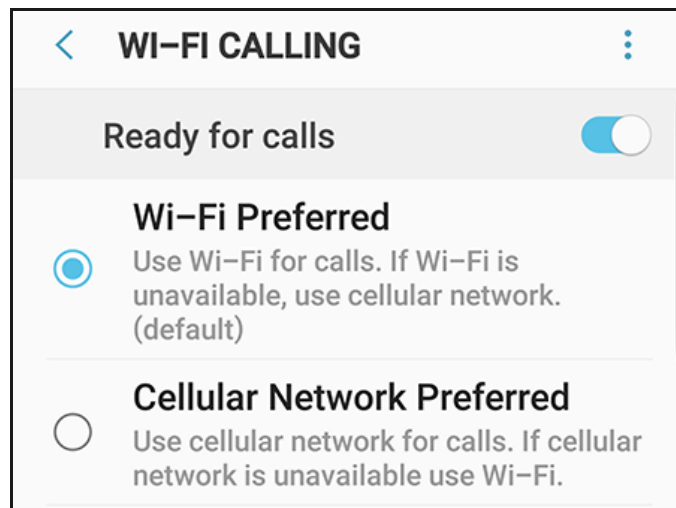 WI–FI CALLING
Ready for calls
Wi–Fi Preferred
Use Wi–Fi for calls. If Wi–Fi is
unavailable, use cellular network.
(default)
Cellular Network Preferred
Use cellular network for calls. If cellular
network is unavailable use Wi–Fi.